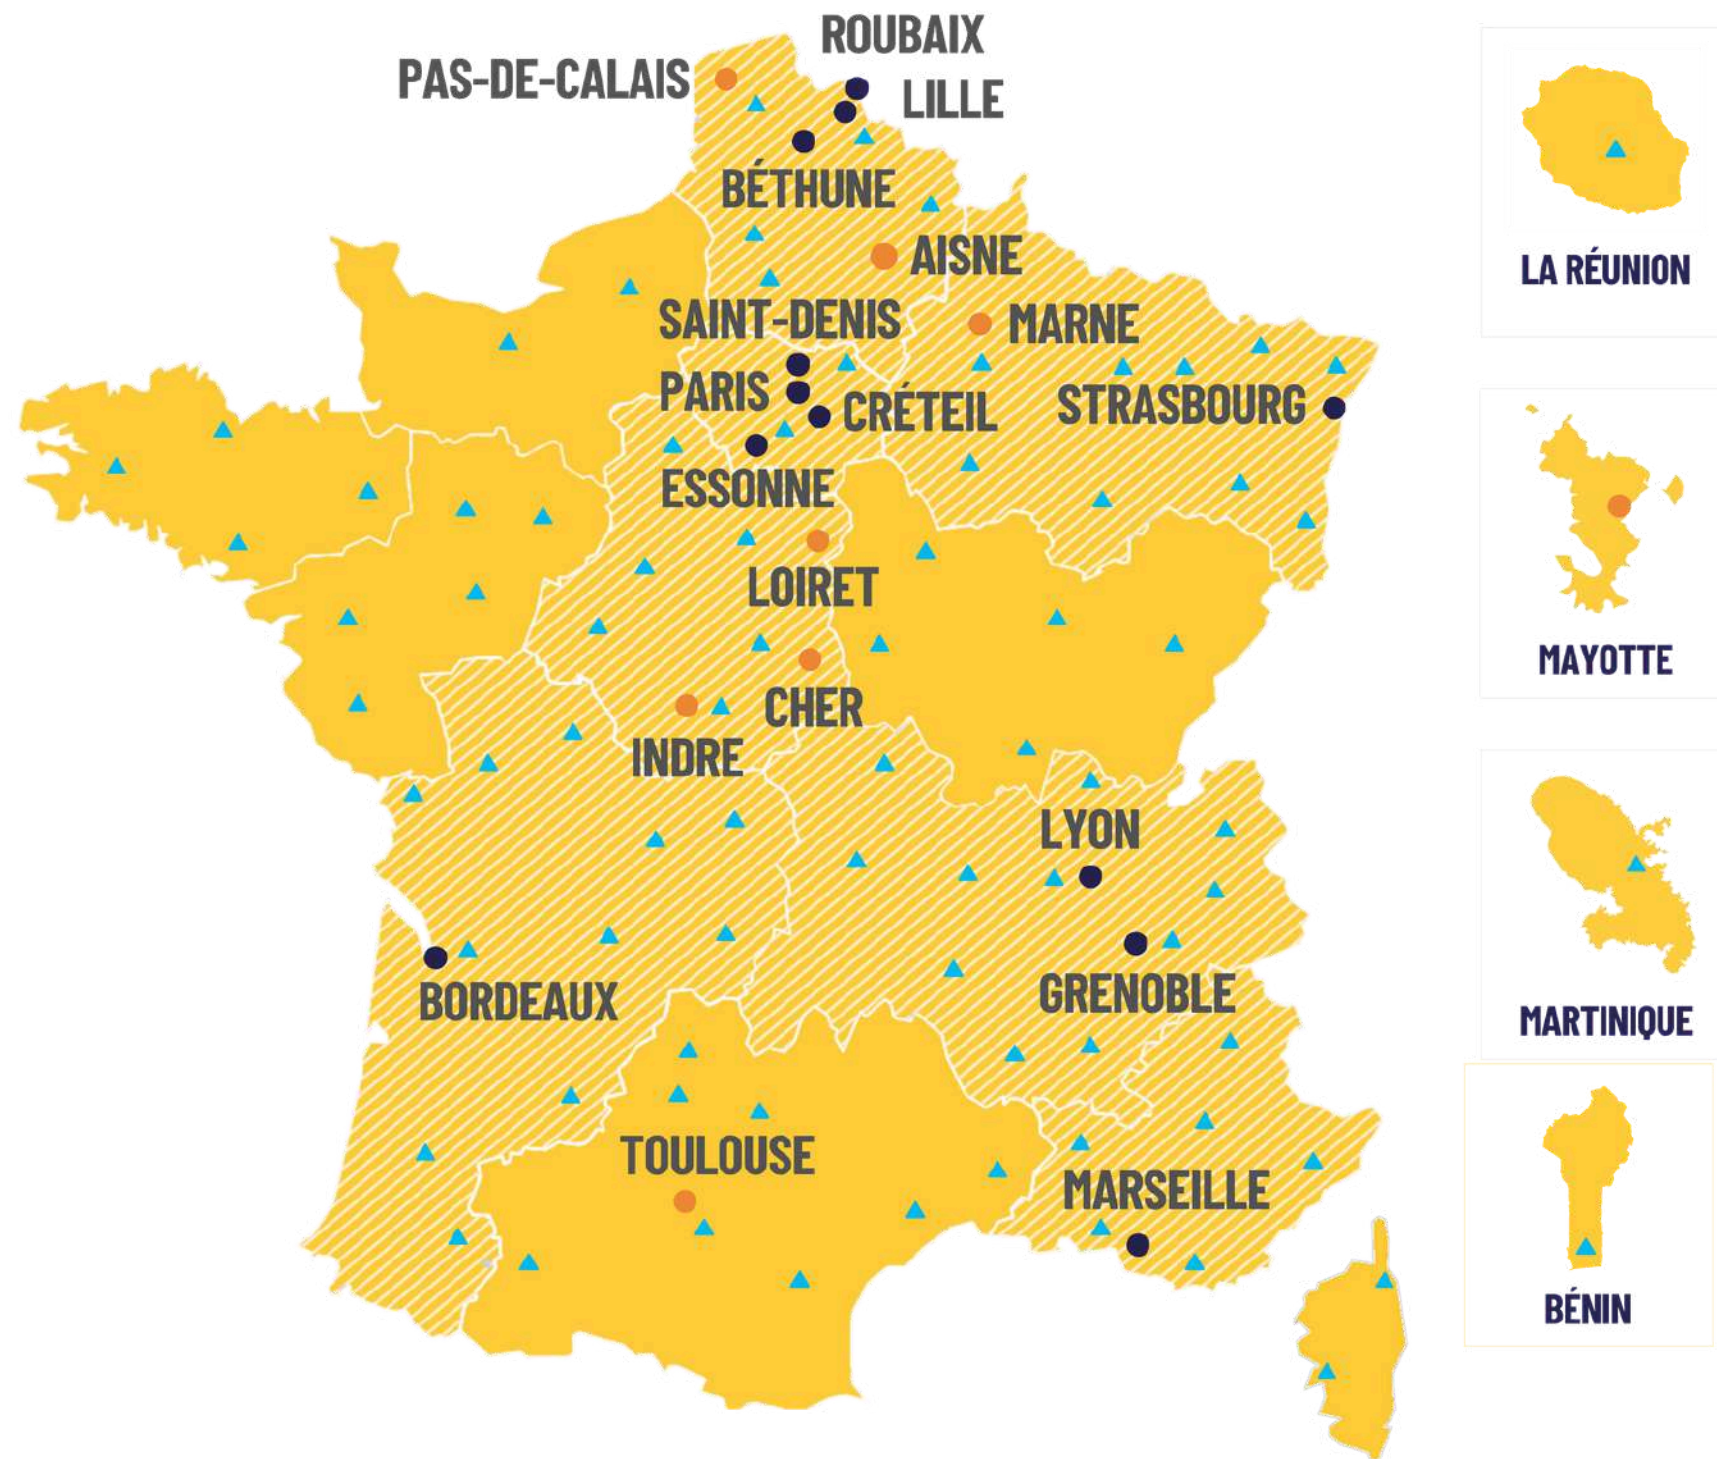 ROUBAIX
PAS-DE-CALAIS
LILLE
BÉTHUNE
AISNE
SAINT-DENIS
MARNE
PARIS
CRÉTEIL
STRASBOURG
ESSONNE
LOIRET
CHER
INDRE
LYON
BORDEAUX
GRENOBLE
TOULOUSE
MARSEILLE
LA RÉUNION
MAYOTTE
MARTINIQUE
BÉNIN